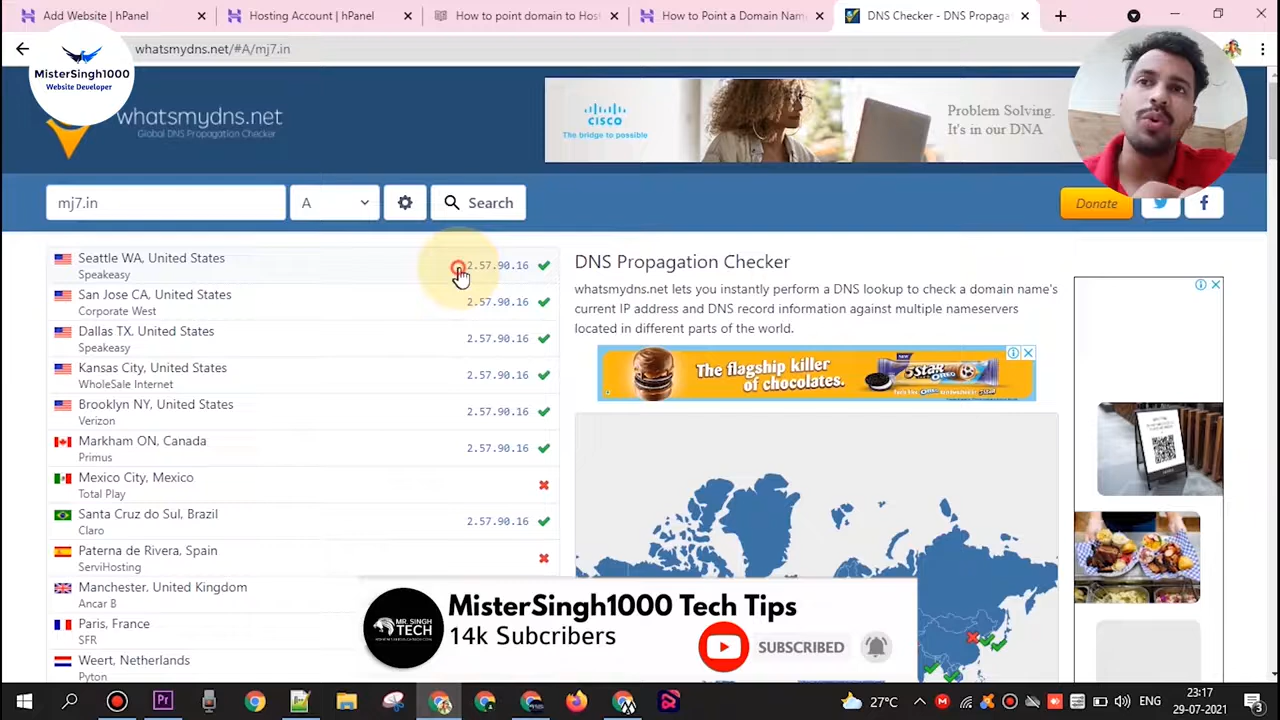 Add Website | hPanel
Hosting Account | hPanel
How to point domain to Host
How to Point a Domain Nam
DNS Checker - DNS Propaga
whatsmydns.net/#A/mj7.in
MisterSingh1000
Website Developer
whatsmydns.net
Global DNS Propagation Checker
CISCO
The bridge to possible
Problem Solving.
It's in our DNA
mj7.in
A
Search
Donate
Seattle WA, United States
Speakeasy
2.57.90.16
San Jose CA, United States
Corporate West
2.57.90.16
Dallas TX, United States
Speakeasy
2.57.90.16
Kansas City, United States
WholeSale Internet
2.57.90.16
Brooklyn NY, United States
Verizon
2.57.90.16
Markham ON, Canada
Primus
2.57.90.16
Mexico City, Mexico
Total Play
Santa Cruz do Sul, Brazil
Claro
2.57.90.16
Paterna de Rivera, Spain
ServiHosting
Manchester, United Kingdom
Ancar B
Paris, France
SFR
Weert, Netherlands
Pyton
DNS Propagation Checker
whatsmydns.net lets you instantly perform a DNS lookup to check a domain name's
current IP address and DNS record information against multiple nameservers
located in different parts of the world.
The flagship killer
of chocolates.
5Star
OREO
MR. SINGH
TECH
MisterSingh1000 Tech Tips
14k Subcribers
SUBSCRIBED
27°C
ENG
23:17
29-07-2021
3